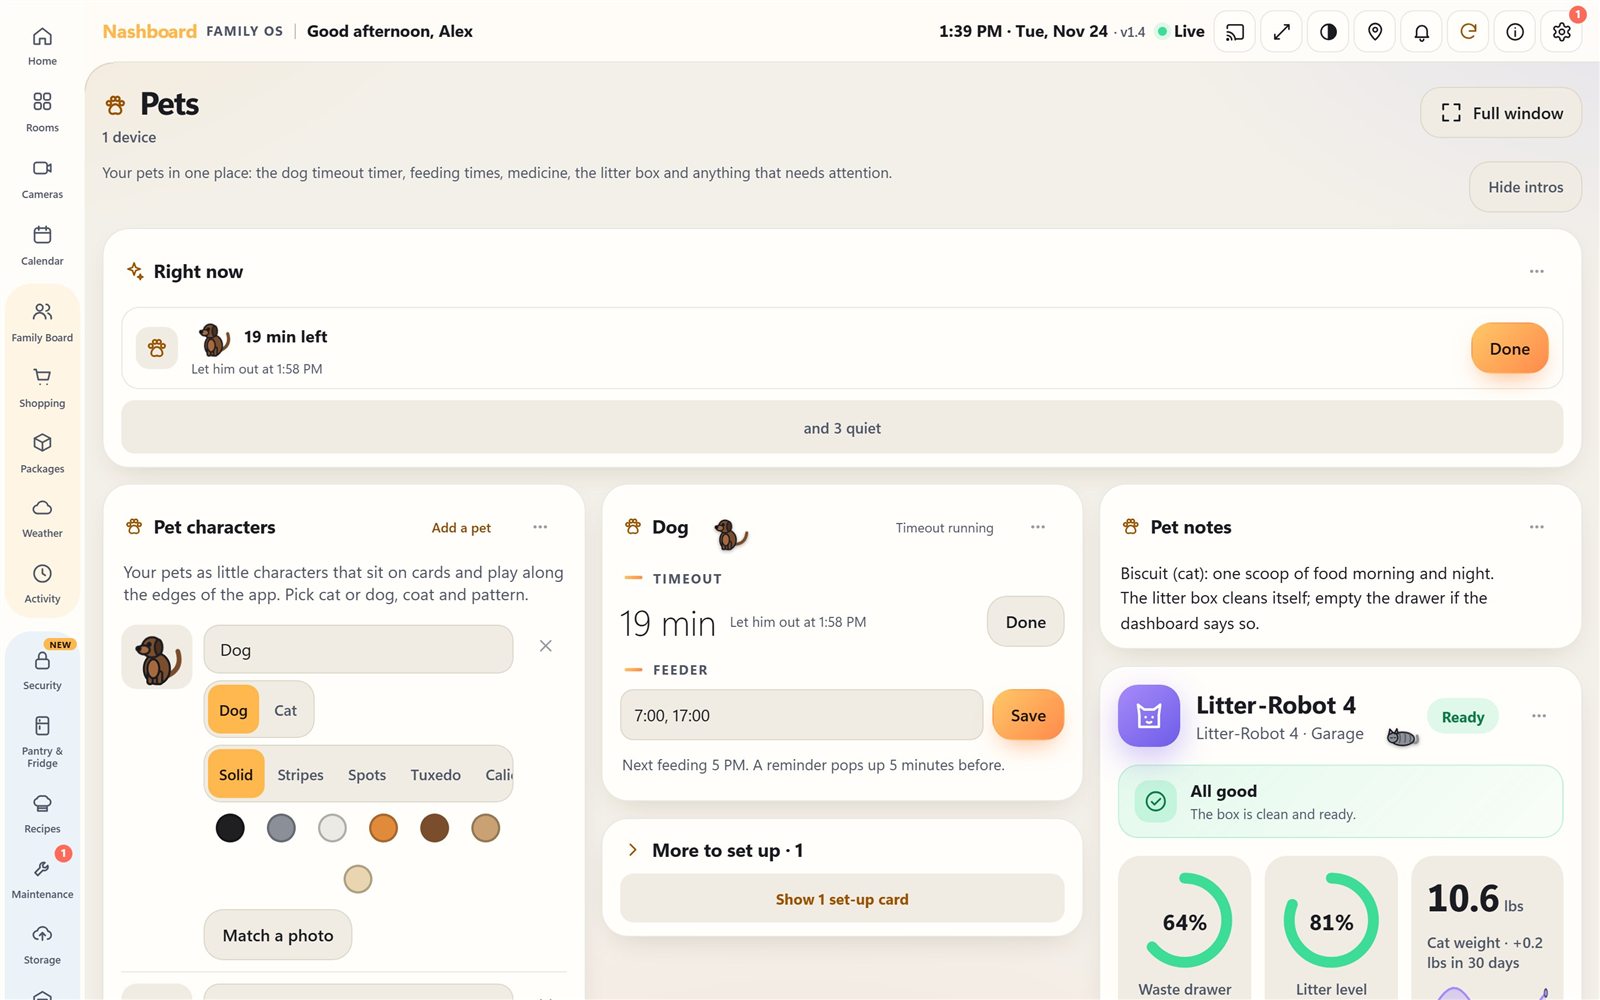 Nashboard FAMILY OS
Good afternoon, Alex
1:39 PM · Tue, Nov 24 · v1.4
Live
1
Home
Rooms
Cameras
Calendar
Family Board
Shopping
Packages
Weather
Activity
NEW
Security
Pantry &
Fridge
Recipes
1
Maintenance
Storage
Pets
1 device
Your pets in one place: the dog timeout timer, feeding times, medicine, the litter box and anything that needs attention.
Full window
Hide intros
Right now
19 min left
Let him out at 1:58 PM
Done
and 3 quiet
Pet characters
Add a pet
Your pets as little characters that sit on cards and play along
the edges of the app. Pick cat or dog, coat and pattern.
Dog
Dog
Cat
Solid
Stripes
Spots
Tuxedo
Cali
Match a photo
Dog
Timeout running
TIMEOUT
19 min
Let him out at 1:58 PM
Done
FEEDER
7:00, 17:00
Save
Next feeding 5 PM. A reminder pops up 5 minutes before.
More to set up · 1
Show 1 set-up card
Pet notes
Biscuit (cat): one scoop of food morning and night.
The litter box cleans itself; empty the drawer if the
dashboard says so.
Litter-Robot 4
Litter-Robot 4 · Garage
Ready
All good
The box is clean and ready.
64%
Waste drawer
81%
Litter level
10.6 lbs
Cat weight · +0.2
lbs in 30 days